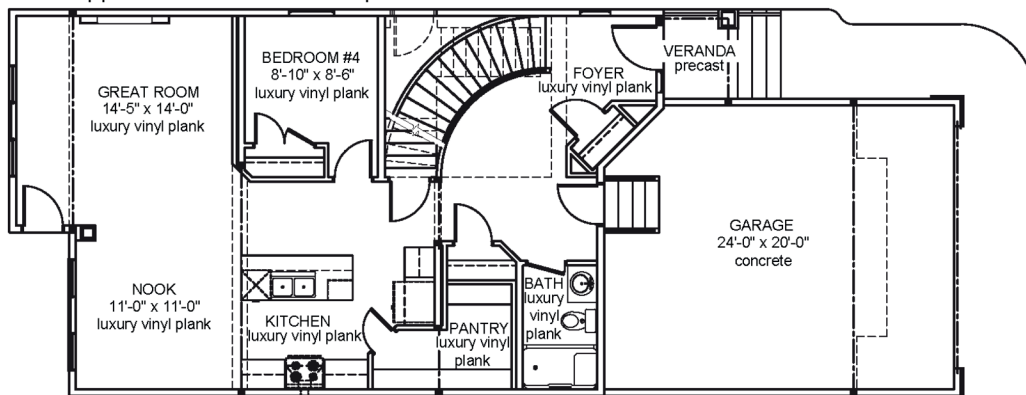 GREAT ROOM
14'-5" x 14'-0"
luxury vinyl plank
BEDROOM #4
8'-10" x 8'-6"
luxury vinyl plank
FOYER
luxury vinyl plank
VERANDA
precast
GARAGE
24'-0" x 20'-0"
concrete
NOOK
11'-0" x 11'-0"
luxury vinyl plank
KITCHEN
luxury vinyl plank
PANTRY
luxury vinyl
plank
BATH
luxury
vinyl
plank